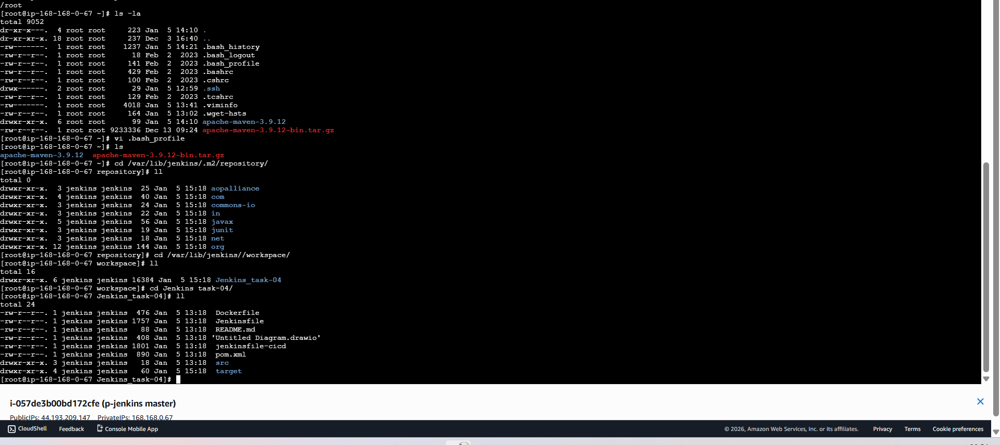 /root
[root@ip-168-168-0-67 ~]# ls -la
total 9052
dr-xr-x---.  4 root root     223 Jan  5 14:10 .
dr-xr-xr-x. 18 root root     237 Dec  3 16:40 ..
-rw-------.  1 root root    1237 Jan  5 14:21 .bash_history
-rw-r--r--.  1 root root      18 Feb  2  2023 .bash_logout
-rw-r--r--.  1 root root     141 Feb  2  2023 .bash_profile
-rw-r--r--.  1 root root     429 Feb  2  2023 .bashrc
-rw-r--r--.  1 root root     100 Feb  2  2023 .cshrc
drwx------.  2 root root      29 Jan  5 12:59 .ssh
-rw-r--r--.  1 root root     129 Feb  2  2023 .tcshrc
-rw-------.  1 root root    4018 Jan  5 13:41 .viminfo
-rw-r--r--.  1 root root     164 Jan  5 13:02 .wget-hsts
drwxr-xr-x.  6 root root      99 Jan  5 14:10 apache-maven-3.9.12
-rw-r--r--.  1 root root 9233336 Dec 13 09:24 apache-maven-3.9.12-bin.tar.gz
[root@ip-168-168-0-67 ~]# vi .bash_profile
[root@ip-168-168-0-67 ~]# ls
apache-maven-3.9.12  apache-maven-3.9.12-bin.tar.gz
[root@ip-168-168-0-67 ~]# cd /var/lib/jenkins/.m2/repository/
[root@ip-168-168-0-67 repository]# ll
total 0
drwxr-xr-x.  3 jenkins jenkins  25 Jan  5 15:18 aopalliance
drwxr-xr-x.  4 jenkins jenkins  40 Jan  5 15:18 com
drwxr-xr-x.  3 jenkins jenkins  24 Jan  5 15:18 commons-io
drwxr-xr-x.  3 jenkins jenkins  22 Jan  5 15:18 in
drwxr-xr-x.  5 jenkins jenkins  56 Jan  5 15:18 javax
drwxr-xr-x.  3 jenkins jenkins  19 Jan  5 15:18 junit
drwxr-xr-x.  3 jenkins jenkins  18 Jan  5 15:18 net
drwxr-xr-x. 12 jenkins jenkins 144 Jan  5 15:18 org
[root@ip-168-168-0-67 repository]# cd /var/lib/jenkins//workspace/
[root@ip-168-168-0-67 workspace]# ll
total 16
drwxr-xr-x. 6 jenkins jenkins 16384 Jan  5 15:18 Jenkins_task-04
[root@ip-168-168-0-67 workspace]# cd Jenkins_task-04/
[root@ip-168-168-0-67 Jenkins_task-04]# ll
total 24
-rw-r--r--. 1 jenkins jenkins  476 Jan  5 13:18  Dockerfile
-rw-r--r--. 1 jenkins jenkins 1757 Jan  5 13:18  Jenkinsfile
-rw-r--r--. 1 jenkins jenkins   88 Jan  5 13:18  README.md
-rw-r--r--. 1 jenkins jenkins  408 Jan  5 13:18 'Untitled Diagram.drawio'
-rw-r--r--. 1 jenkins jenkins 1801 Jan  5 13:18  jenkinsfile-cicd
-rw-r--r--. 1 jenkins jenkins  890 Jan  5 13:18  pom.xml
drwxr-xr-x. 3 jenkins jenkins   18 Jan  5 13:18  src
drwxr-xr-x. 4 jenkins jenkins   60 Jan  5 15:18  target
[root@ip-168-168-0-67 Jenkins_task-04]#
i-057de3b00bd172cfe (p-jenkins master)
PublicIPs: 44.193.209.147 PrivateIPs: 168.168.0.67
CloudShell Feedback Console Mobile App © 2026, Amazon Web Services, Inc. or its affiliates. Privacy Terms Cookie preferences